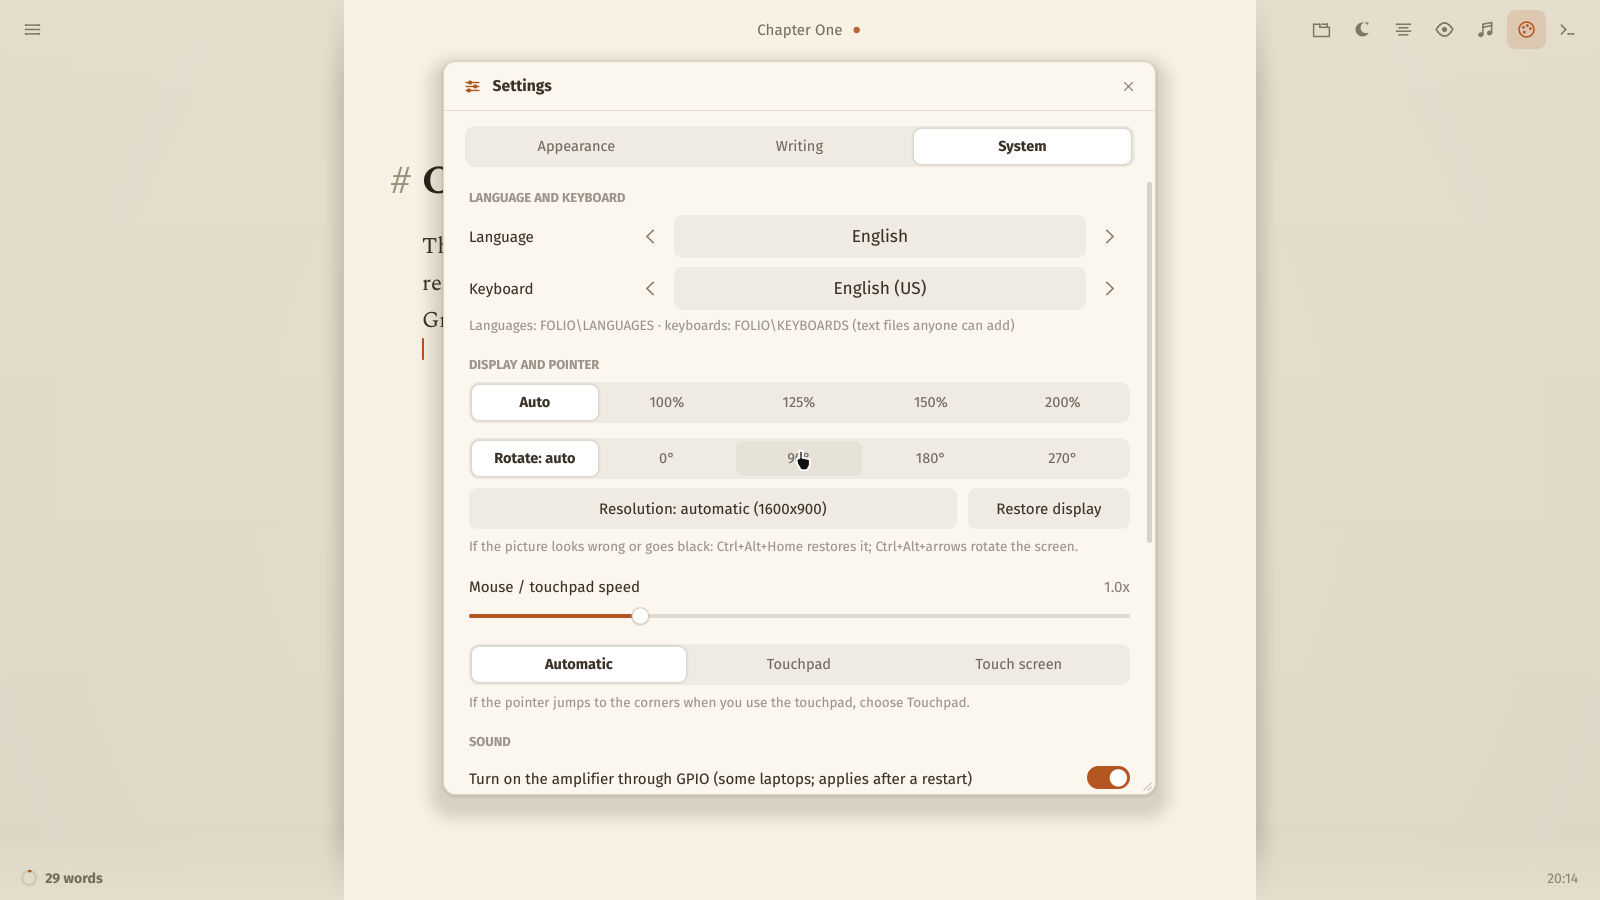 Chapter One
Settings
Appearance Writing System
# C
Th
LANGUAGE AND KEYBOARD
Language English
re
Keyboard English (US)
Gr
Languages: FOLIO\LANGUAGES · keyboards: FOLIO\KEYBOARDS (text files anyone can add)
DISPLAY AND POINTER
Auto 100% 125% 150% 200%
Rotate: auto 0° 180° 270°
Resolution: automatic (1600x900) Restore display
If the picture looks wrong or goes black: Ctrl+Alt+Home restores it; Ctrl+Alt+arrows rotate the screen.
Mouse / touchpad speed 1.0x
Automatic Touchpad Touch screen
If the pointer jumps to the corners when you use the touchpad, choose Touchpad.
SOUND
Turn on the amplifier through GPIO (some laptops; applies after a restart)
29 words 20:14